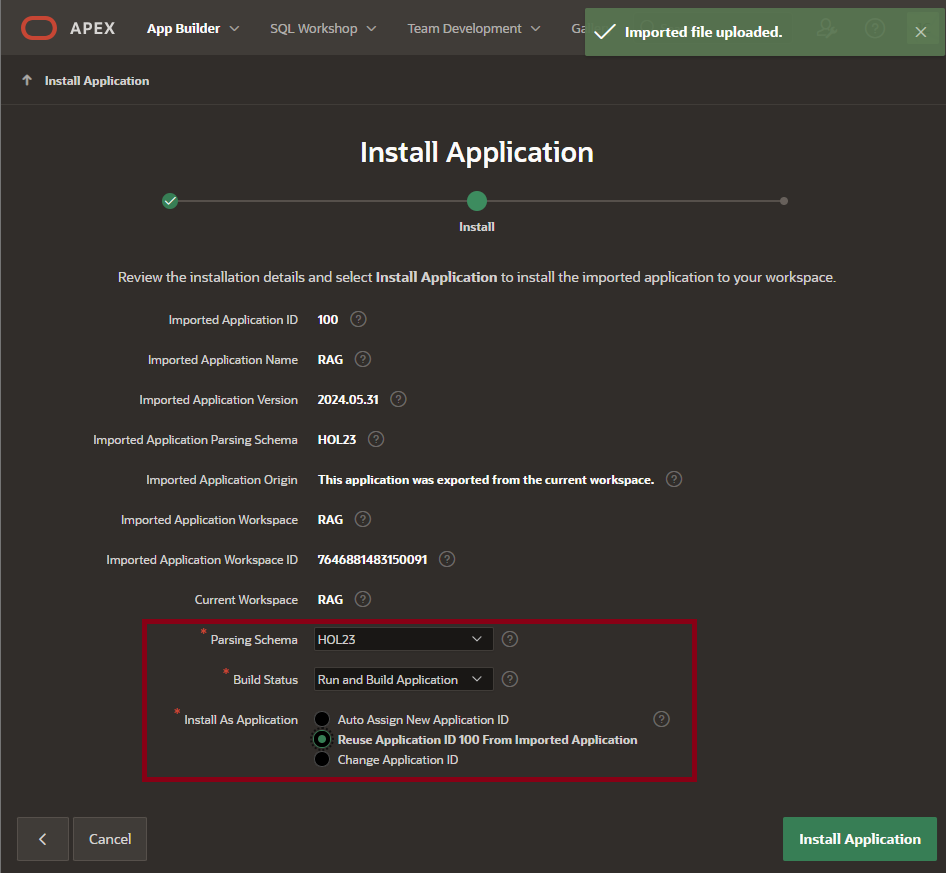 APEX App Builder SQL Workshop Team Development Ga Imported file uploaded.
Install Application
Install Application
Install
Review the installation details and select Install Application to install the imported application to your workspace.
Imported Application ID 100
Imported Application Name RAG
Imported Application Version 2024.05.31
Imported Application Parsing Schema HOL23
Imported Application Origin This application was exported from the current workspace.
Imported Application Workspace RAG
Imported Application Workspace ID 7646881483150091
Current Workspace RAG
* Parsing Schema HOL23
* Build Status Run and Build Application
* Install As Application Auto Assign New Application ID
Reuse Application ID 100 From Imported Application
Change Application ID
Cancel Install Application